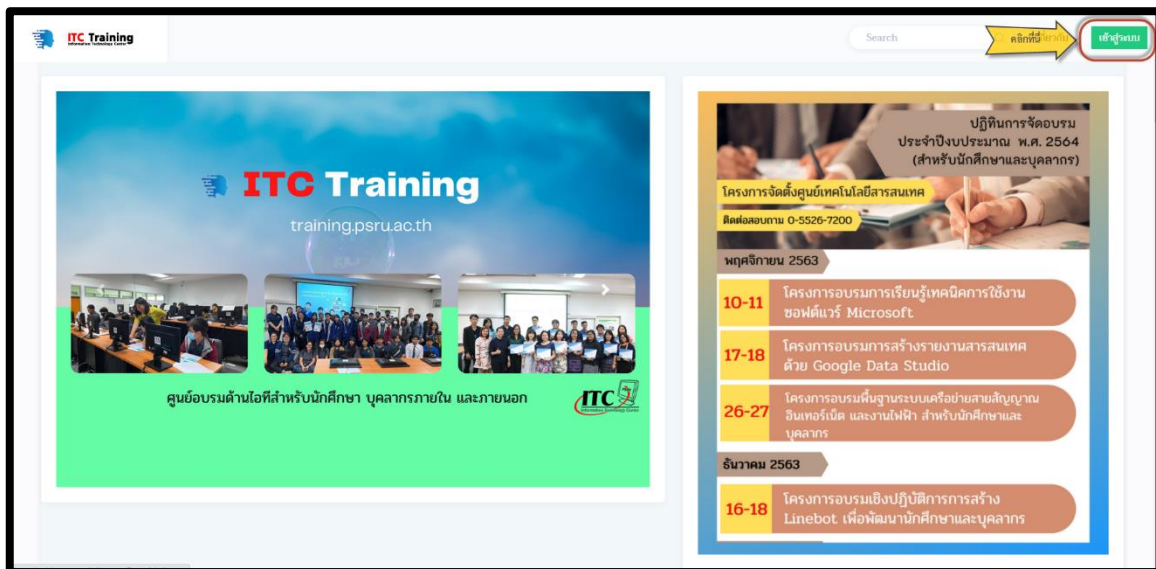 ITC Training
Information Technology Center
Search
คลิกที่นี่
เข้าสู่ระบบ
ITC Training
training.psru.ac.th
ศูนย์อบรมด้านไอทีสำหรับนักศึกษา บุคลากรภายใน และภายนอก
ITC
Information Technology Center
ปฏิทินการจัดอบรม
ประจำปีงบประมาณ พ.ศ. 2564
(สำหรับนักศึกษาและบุคลากร)
โครงการจัดตั้งศูนย์เทคโนโลยีสารสนเทศ
ติดต่อสอบถาม 0-5526-7200
พฤศจิกายน 2563
10-11
โครงการอบรมการเรียนรู้เทคนิคการใช้งาน
ซอฟต์แวร์ Microsoft
17-18
โครงการอบรมการสร้างรายงานสารสนเทศ
ด้วย Google Data Studio
26-27
โครงการอบรมพื้นฐานระบบเครือข่ายสายสัญญาณ
อินเทอร์เน็ต และงานไฟฟ้า สำหรับนักศึกษาและ
บุคลากร
ธันวาคม 2563
16-18
โครงการอบรมเชิงปฏิบัติการการสร้าง
Linebot เพื่อพัฒนานักศึกษาและบุคลากร